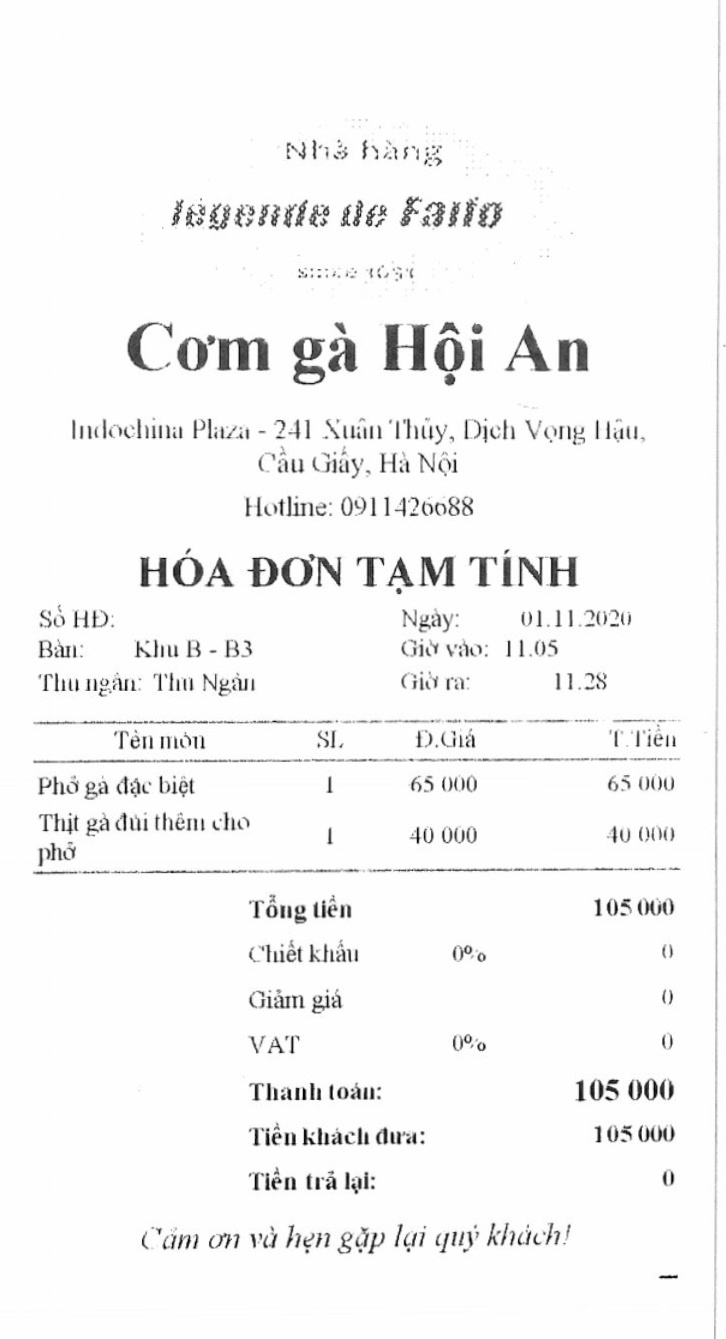 Nhà hàng
légende de Faifo
since
Cơm gà Hội An
Indochina Plaza - 241 Xuân Thủy, Dịch Vọng Hậu,
Cầu Giấy, Hà Nội
Hotline: 0911426688
HÓA ĐƠN TẠM TÍNH
Số HĐ: Ngày: 01.11.2020
Bàn: Khu B - B3 Giờ vào: 11.05
Thu ngân: Thu Ngân Giờ ra: 11.28
Tên món SL Đ.Giá T.Tiền
Phở gà đặc biệt 1 65 000 65 000
Thịt gà đùi thêm cho
phở 1 40 000 40 000
Tổng tiền 105 000
Chiết khấu 0% 0
Giảm giá 0
VAT 0% 0
Thanh toán: 105 000
Tiền khách đưa: 105 000
Tiền trả lại: 0
Cảm ơn và hẹn gặp lại quý khách!